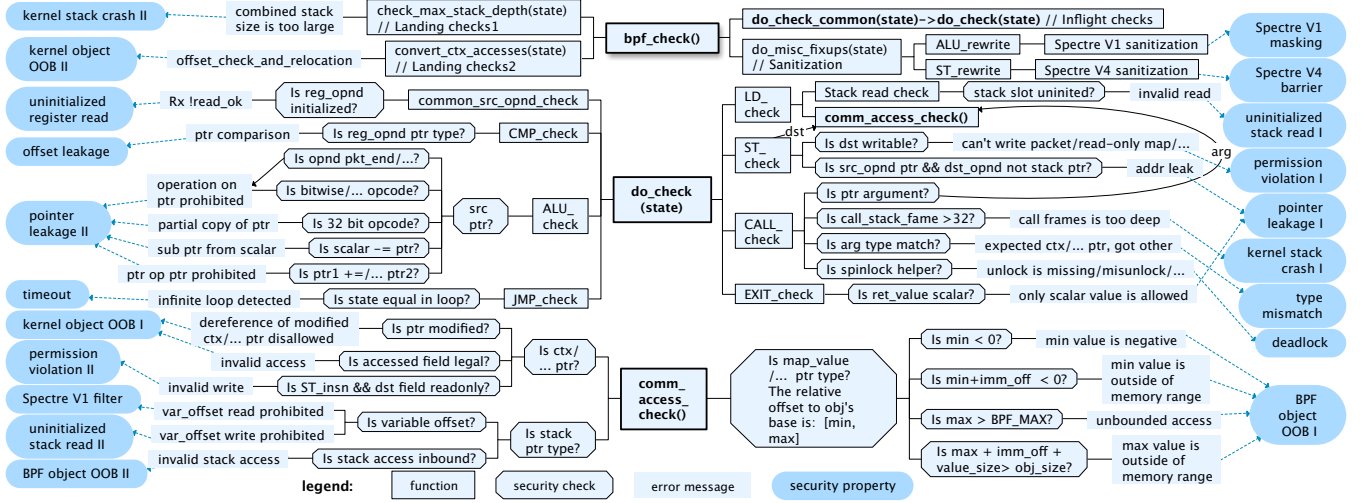 kernel stack crash II
combined stack
size is too large
check_max_stack_depth(state)
// Landing checks1
kernel object
OOB II
offset_check_and_relocation
convert_ctx_accesses(state)
// Landing checks2
bpf_check()
do_check_common(state)->do_check(state) // Inflight checks
do_misc_fixups(state)
// Sanitization
ALU_rewrite
Spectre V1 sanitization
ST_rewrite
Spectre V4 sanitization
Spectre V1
masking
Spectre V4
barrier
uninitialized
register read
Rx !read_ok
Is reg_opnd
initialized?
common_src_opnd_check
offset leakage
ptr comparison
Is reg_opnd ptr type?
CMP_check
pointer
leakage II
operation on
ptr prohibited
partial copy of ptr
sub ptr from scalar
ptr op ptr prohibited
Is opnd pkt_end/...?
Is bitwise/... opcode?
Is 32 bit opcode?
Is scalar -= ptr?
Is ptr1 +=/... ptr2?
src
ptr?
ALU_
check
timeout
infinite loop detected
Is state equal in loop?
JMP_check
do_check
(state)
LD_
check
Stack read check
stack slot uninited?
invalid read
uninitialized
stack read I
comm_access_check()
dst
ST_
check
Is dst writable?
can't write packet/read-only map/...
permission
violation I
Is src_opnd ptr && dst_opnd not stack ptr?
addr leak
arg
pointer
leakage I
CALL_
check
Is ptr argument?
Is call_stack_fame >32?
call frames is too deep
kernel stack
crash I
Is arg type match?
expected ctx/... ptr, got other
type
mismatch
Is spinlock helper?
unlock is missing/misunlock/...
deadlock
EXIT_check
Is ret_value scalar?
only scalar value is allowed
kernel object OOB I
dereference of modified
ctx/... ptr disallowed
Is ptr modified?
invalid access
Is accessed field legal?
permission
violation II
invalid write
Is ST_insn && dst field readonly?
Is ctx/
... ptr?
Spectre V1 filter
var_offset read prohibited
uninitialized
stack read II
var_offset write prohibited
Is variable offset?
BPF object OOB II
invalid stack access
Is stack access inbound?
Is stack
ptr type?
comm_
access_
check()
Is map_value
/... ptr type?
The relative
offset to obj's
base is: [min,
max]
Is min < 0?
min value is negative
Is min+imm_off < 0?
min value is
outside of
memory range
Is max > BPF_MAX?
unbounded access
Is max + imm_off +
value_size> obj_size?
max value is
outside of
memory range
BPF
object
OOB I
legend:
function
security check
error message
security property